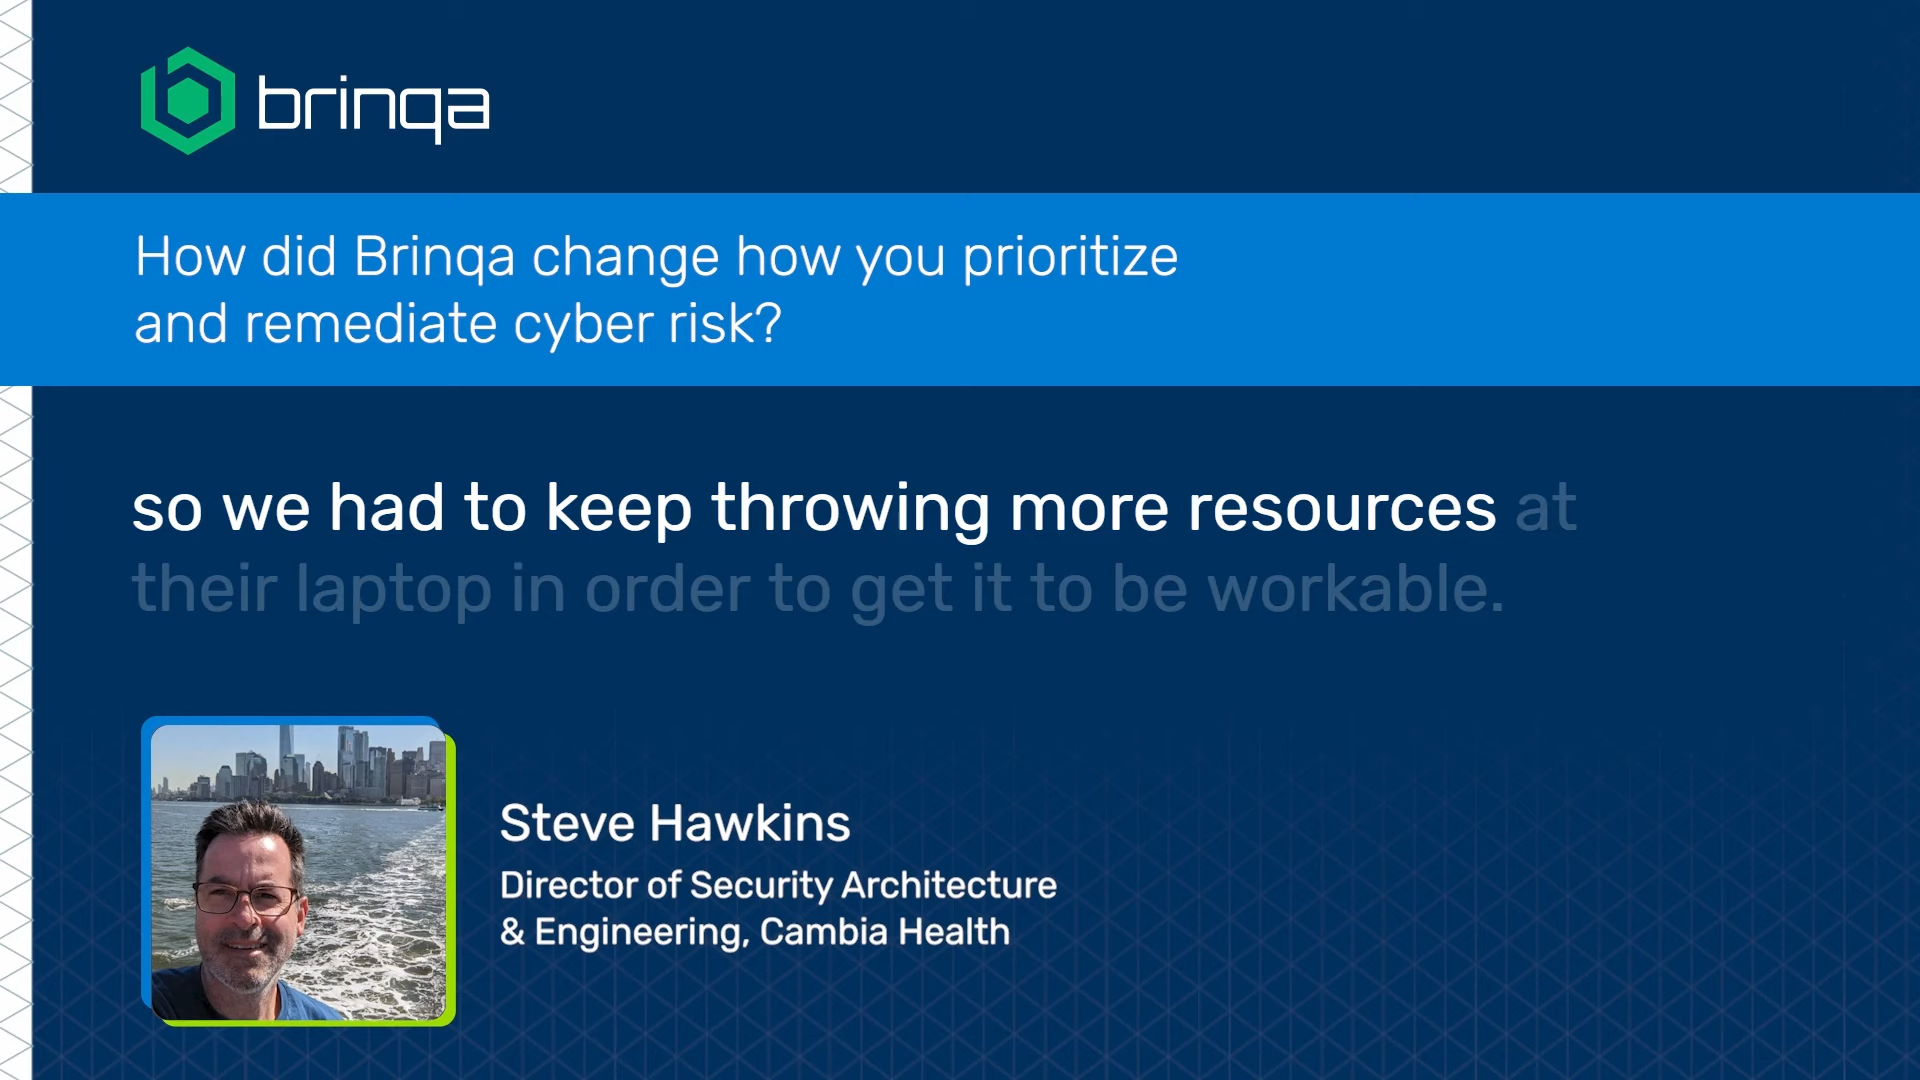 brinqa
How did Brinqa change how you prioritize
and remediate cyber risk?
so we had to keep throwing more resources at
their laptop in order to get it to be workable.
Steve Hawkins
Director of Security Architecture
& Engineering, Cambia Health